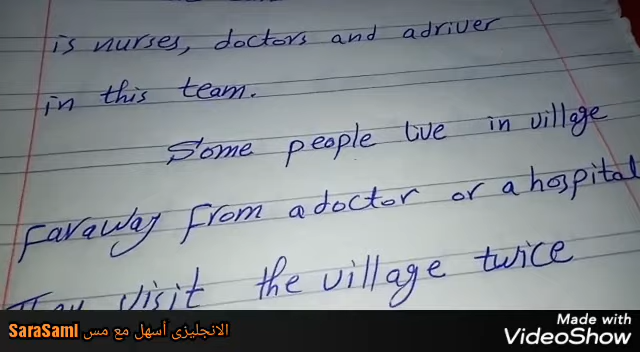 is nurses, doctors and adriver
in this team.
Some people live in village
Faraway from adoctor or a hospital
They visit the village twice
الانجليزى أسهل مع مس SaraSamI
Made with
VideoShow